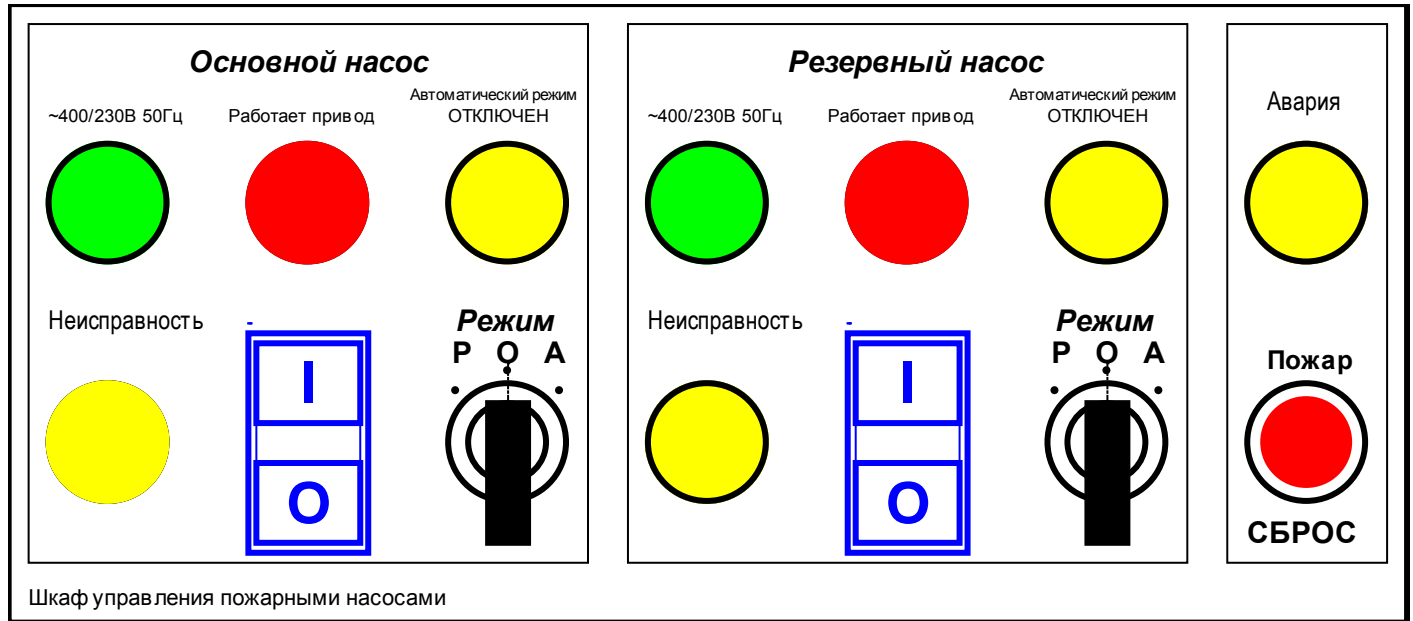 Основной насос
~400/230В 50Гц
Работает привод
Автоматический режим
ОТКЛЮЧЕН
Неисправность
I
O
Режим
Р О А
Резервный насос
~400/230В 50Гц
Работает привод
Автоматический режим
ОТКЛЮЧЕН
Неисправность
I
O
Режим
Р О А
Авария
Пожар
СБРОС
Шкаф управления пожарными насосами